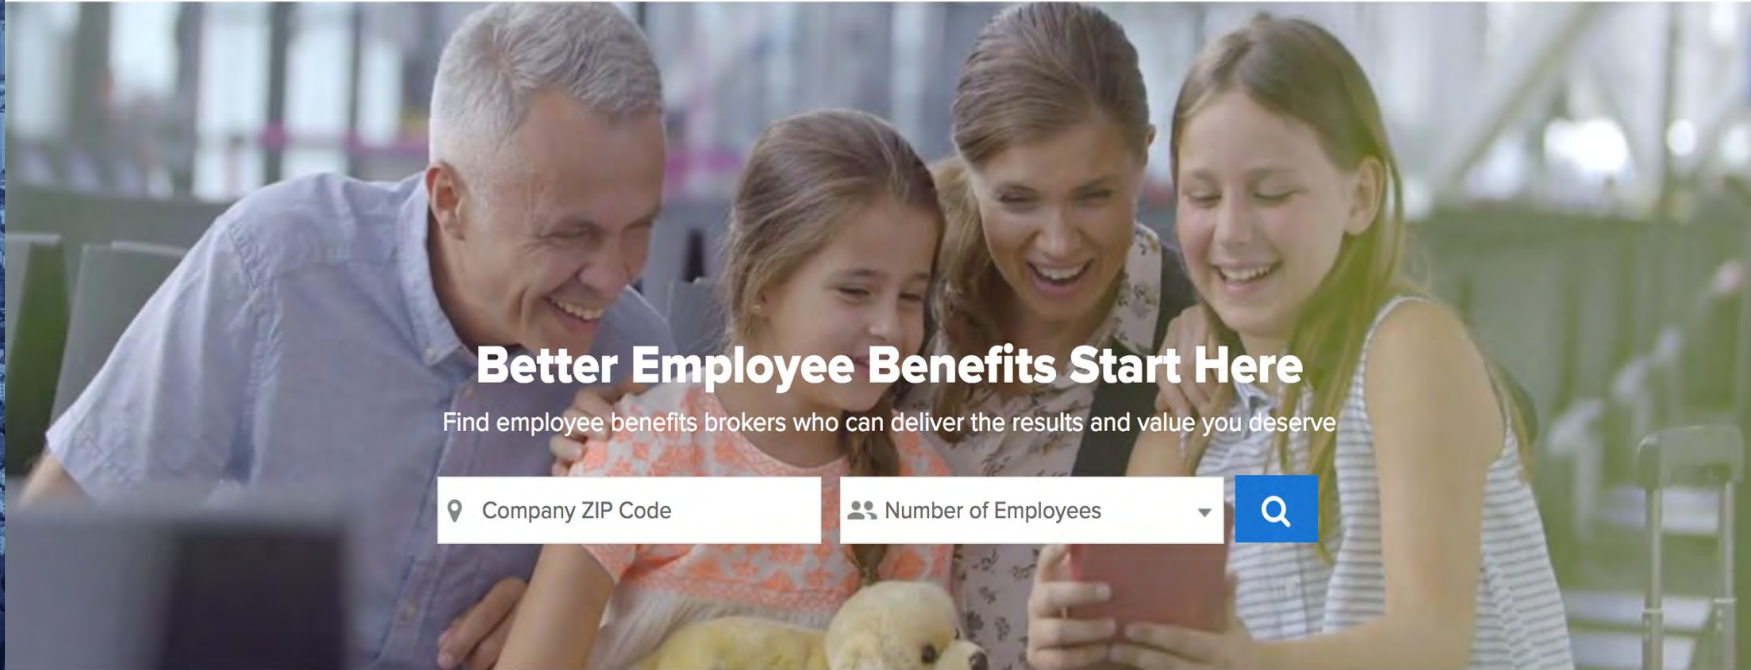 Better Employee Benefits Start Here
Find employee benefits brokers who can deliver the results and value you deserve
Company ZIP Code
Number of Employees